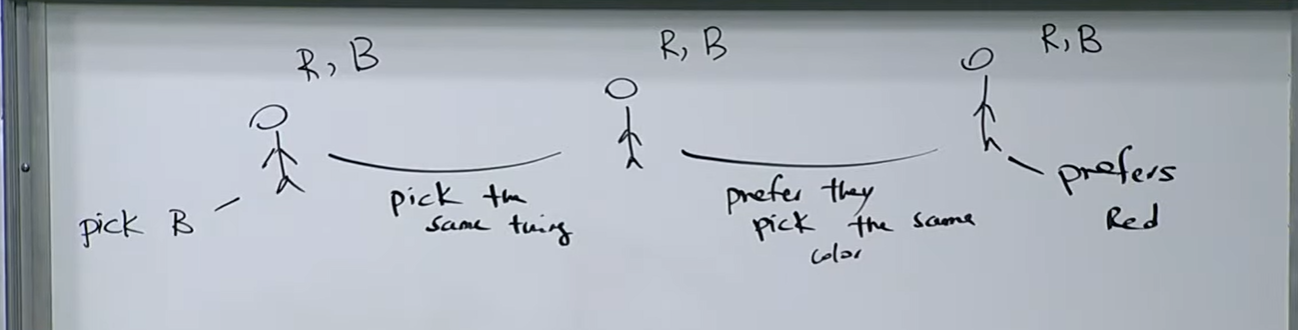 R, B
R, B
R, B
pick B
pick the
same thing
prefer they
pick the same
color
prefers
Red